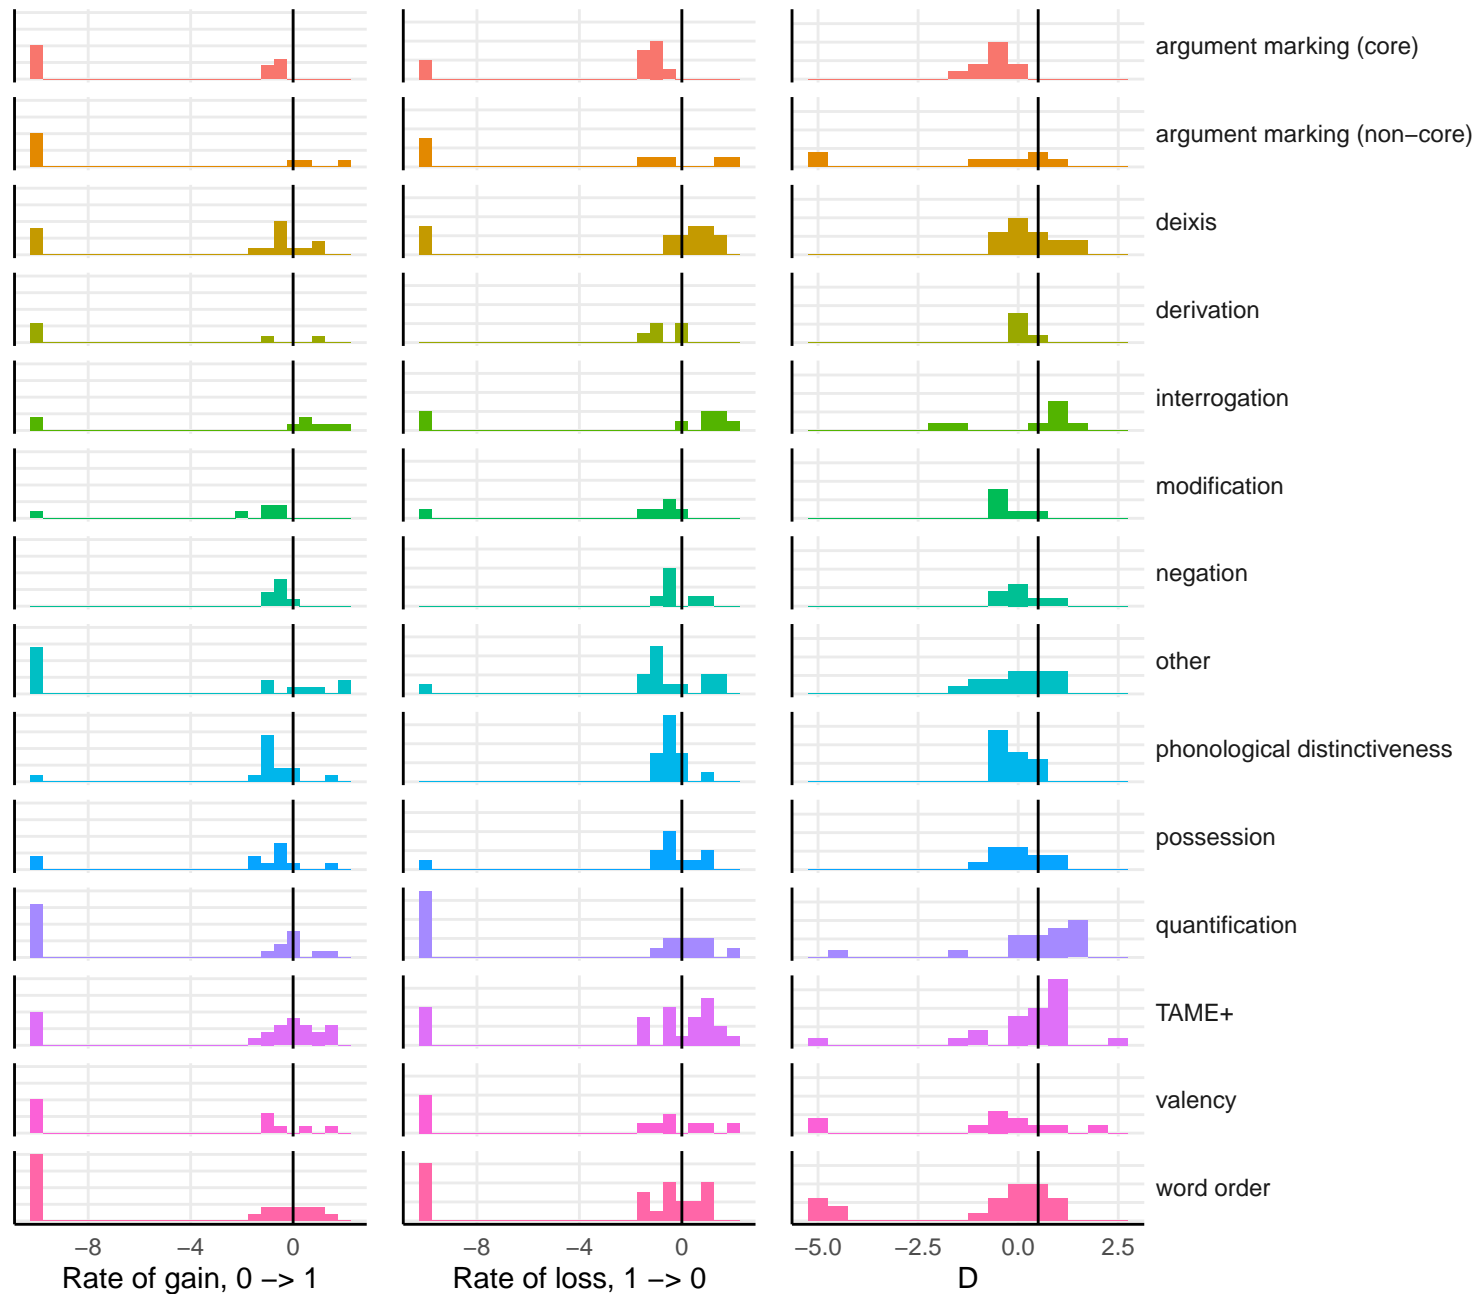 argument marking (core)
argument marking (non−core)
deixis
derivation
interrogation
modification
negation
other
phonological distinctiveness
possession
quantification
TAME+
valency
word order
−8 −4 0 −8 −4 0 −5.0 −2.5 0.0 2.5
Rate of gain, 0 −> 1 Rate of loss, 1 −> 0 D